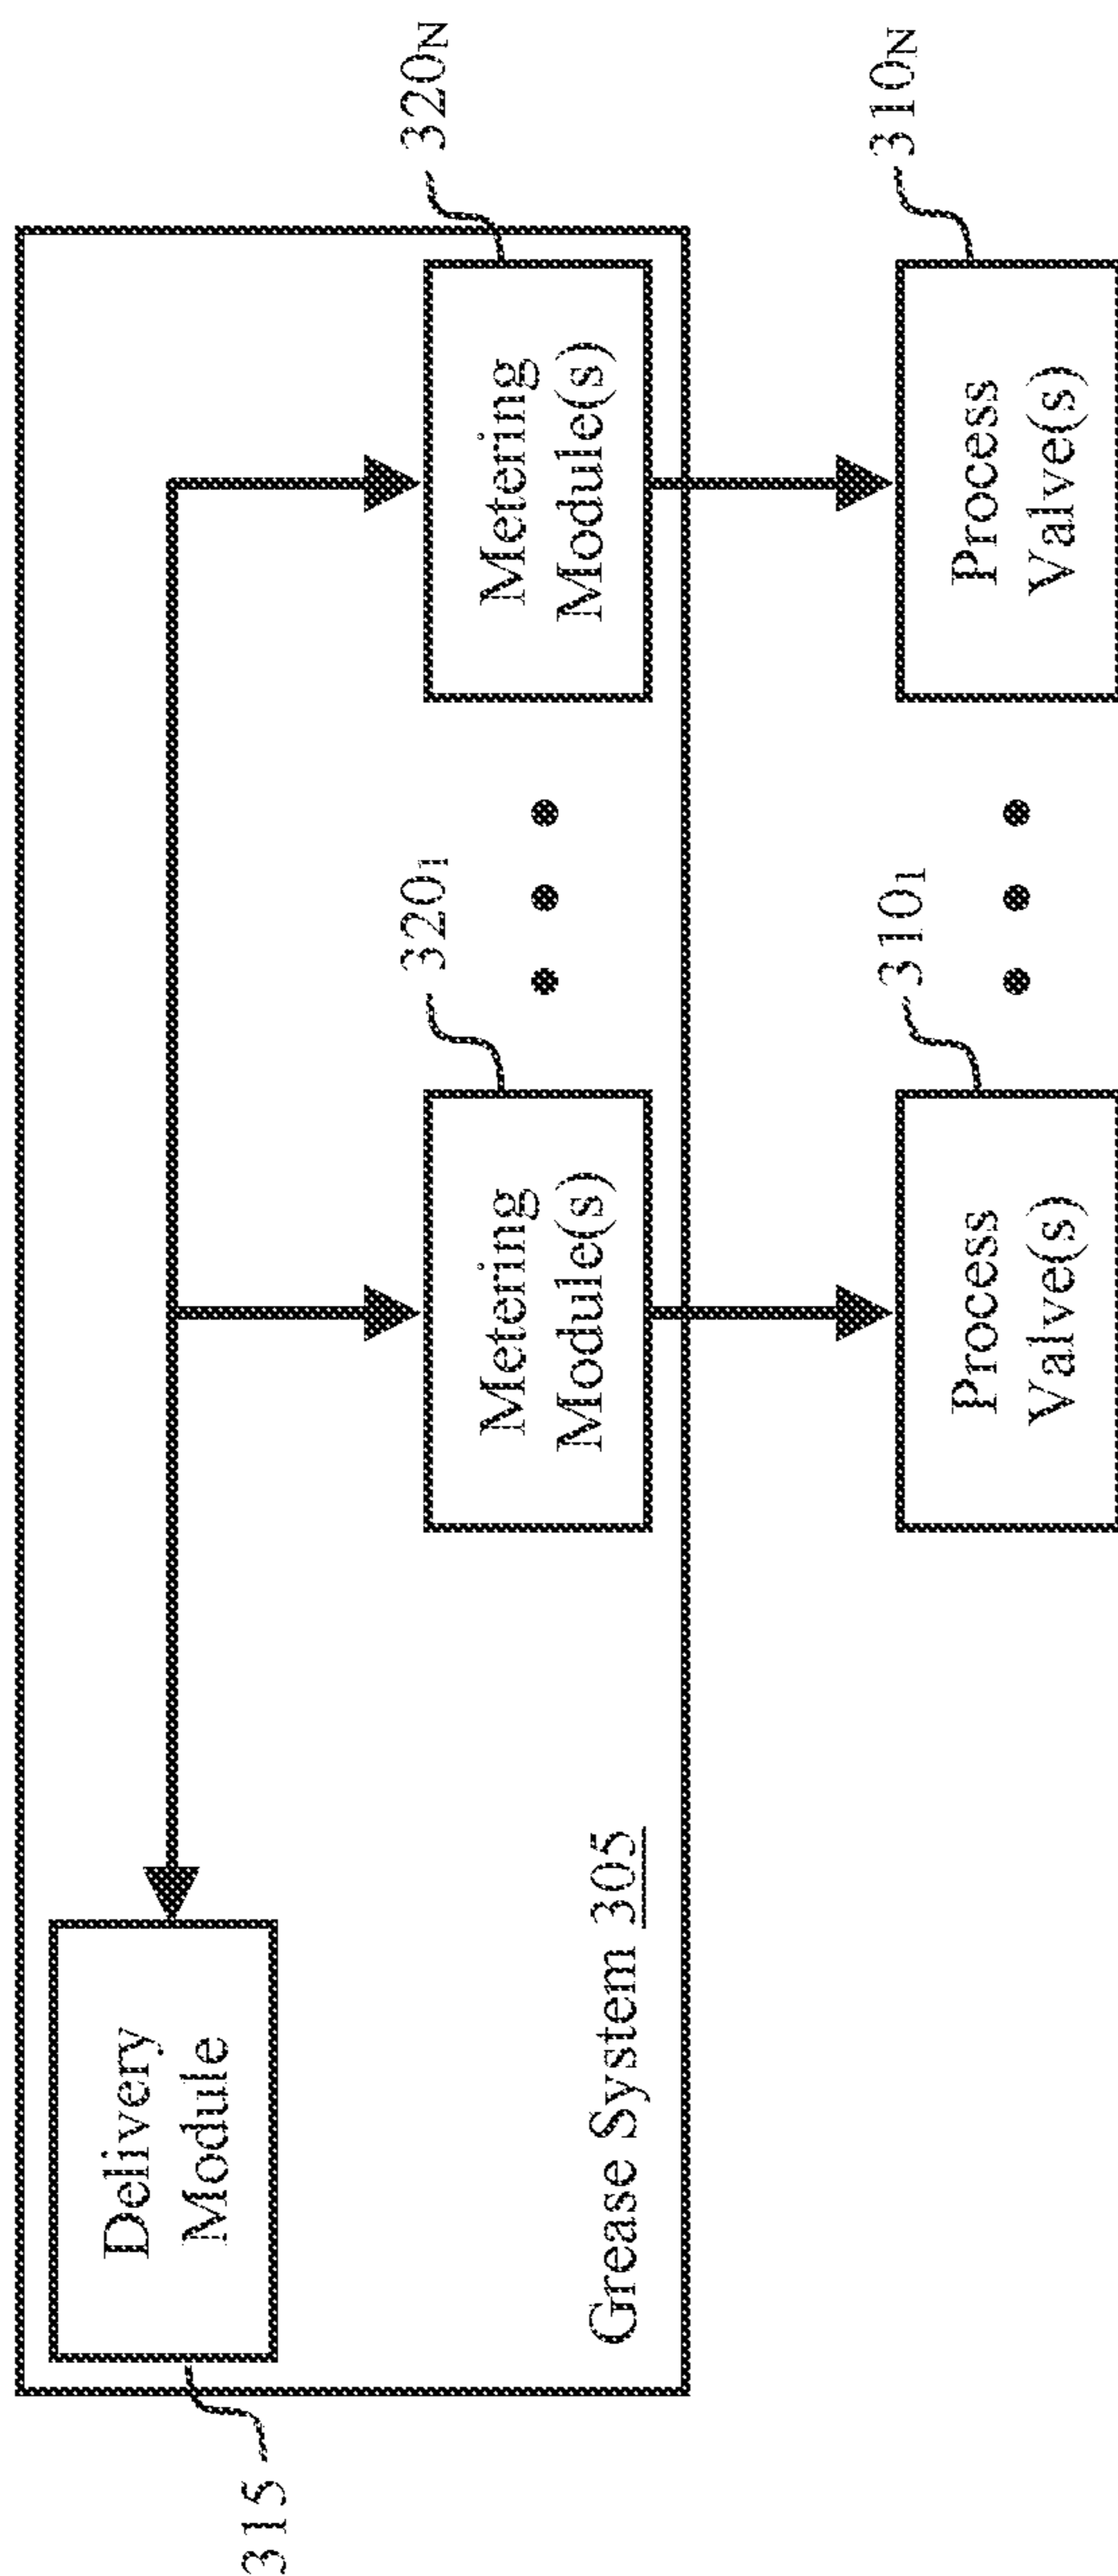 315
Delivery
Module
Grease System 305
320₁
Metering
Module(s)
320ₙ
Metering
Module(s)
310₁
Process
Valve(s)
310ₙ
Process
Valve(s)